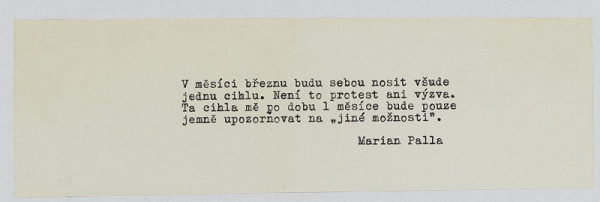 V měsíci březnu budu sebou nosit všude
jednu cihlu. Není to protest ani výzva.
Ta cihla mě po dobu 1 měsíce bude pouze
jemně upozorňovat na „jiné možnosti".
Marian Palla